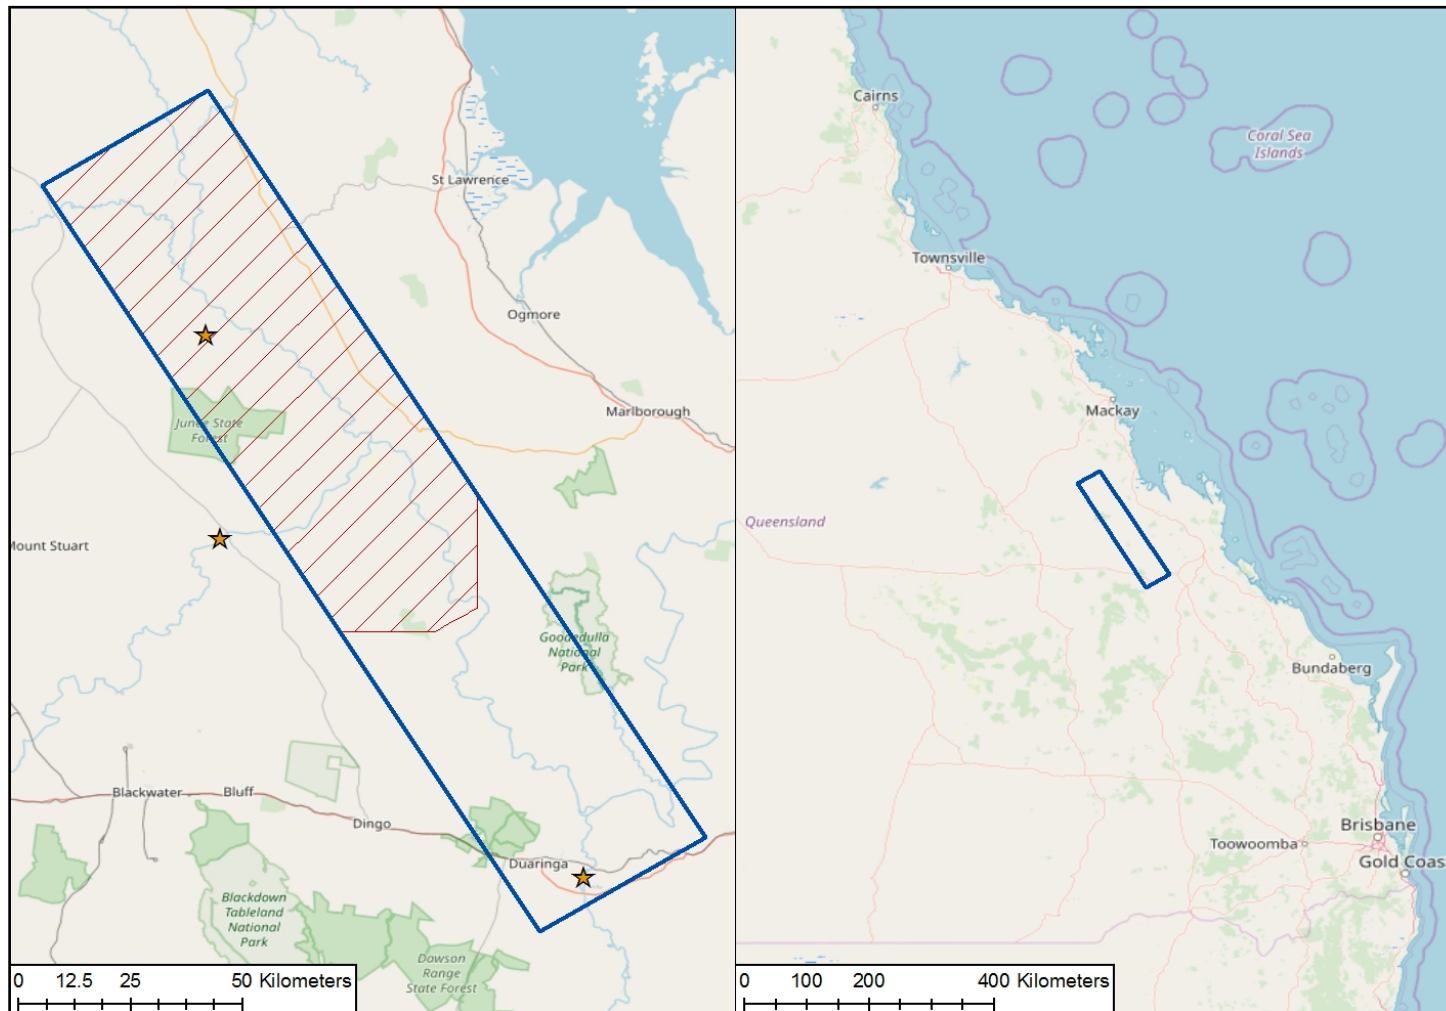 St Lawrence
Ogmore
Marlborough
Junee State
Forest
Mount Stuart
Goodedulla
National
Park
Blackwater
Bluff
Dingo
Duaringa
Blackdown
Tableland
National
Park
Dawson
Range
State Forest
0 12.5 25 50 Kilometers
Cairns
Coral Sea
Islands
Townsville
Mackay
Queensland
Bundaberg
Brisbane
Toowoomba
Gold Coas
0 100 200 400 Kilometers